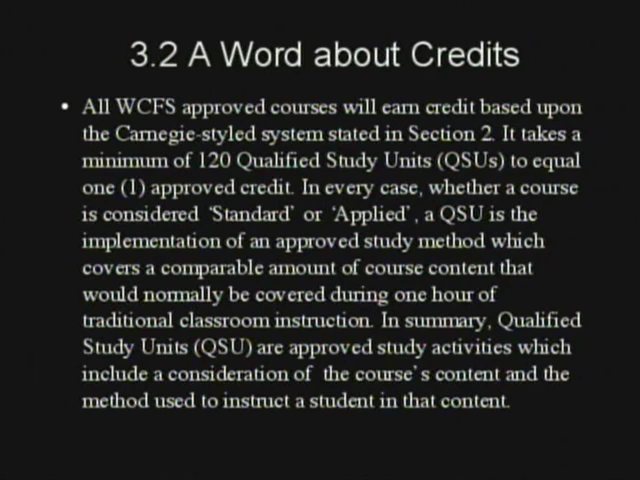 3.2 A Word about Credits
• All WCFS approved courses will earn credit based upon
the Carnegie-styled system stated in Section 2. It takes a
minimum of 120 Qualified Study Units (QSUs) to equal
one (1) approved credit. In every case, whether a course
is considered ‘Standard’ or ‘Applied’, a QSU is the
implementation of an approved study method which
covers a comparable amount of course content that
would normally be covered during one hour of
traditional classroom instruction. In summary, Qualified
Study Units (QSU) are approved study activities which
include a consideration of the course’s content and the
method used to instruct a student in that content.